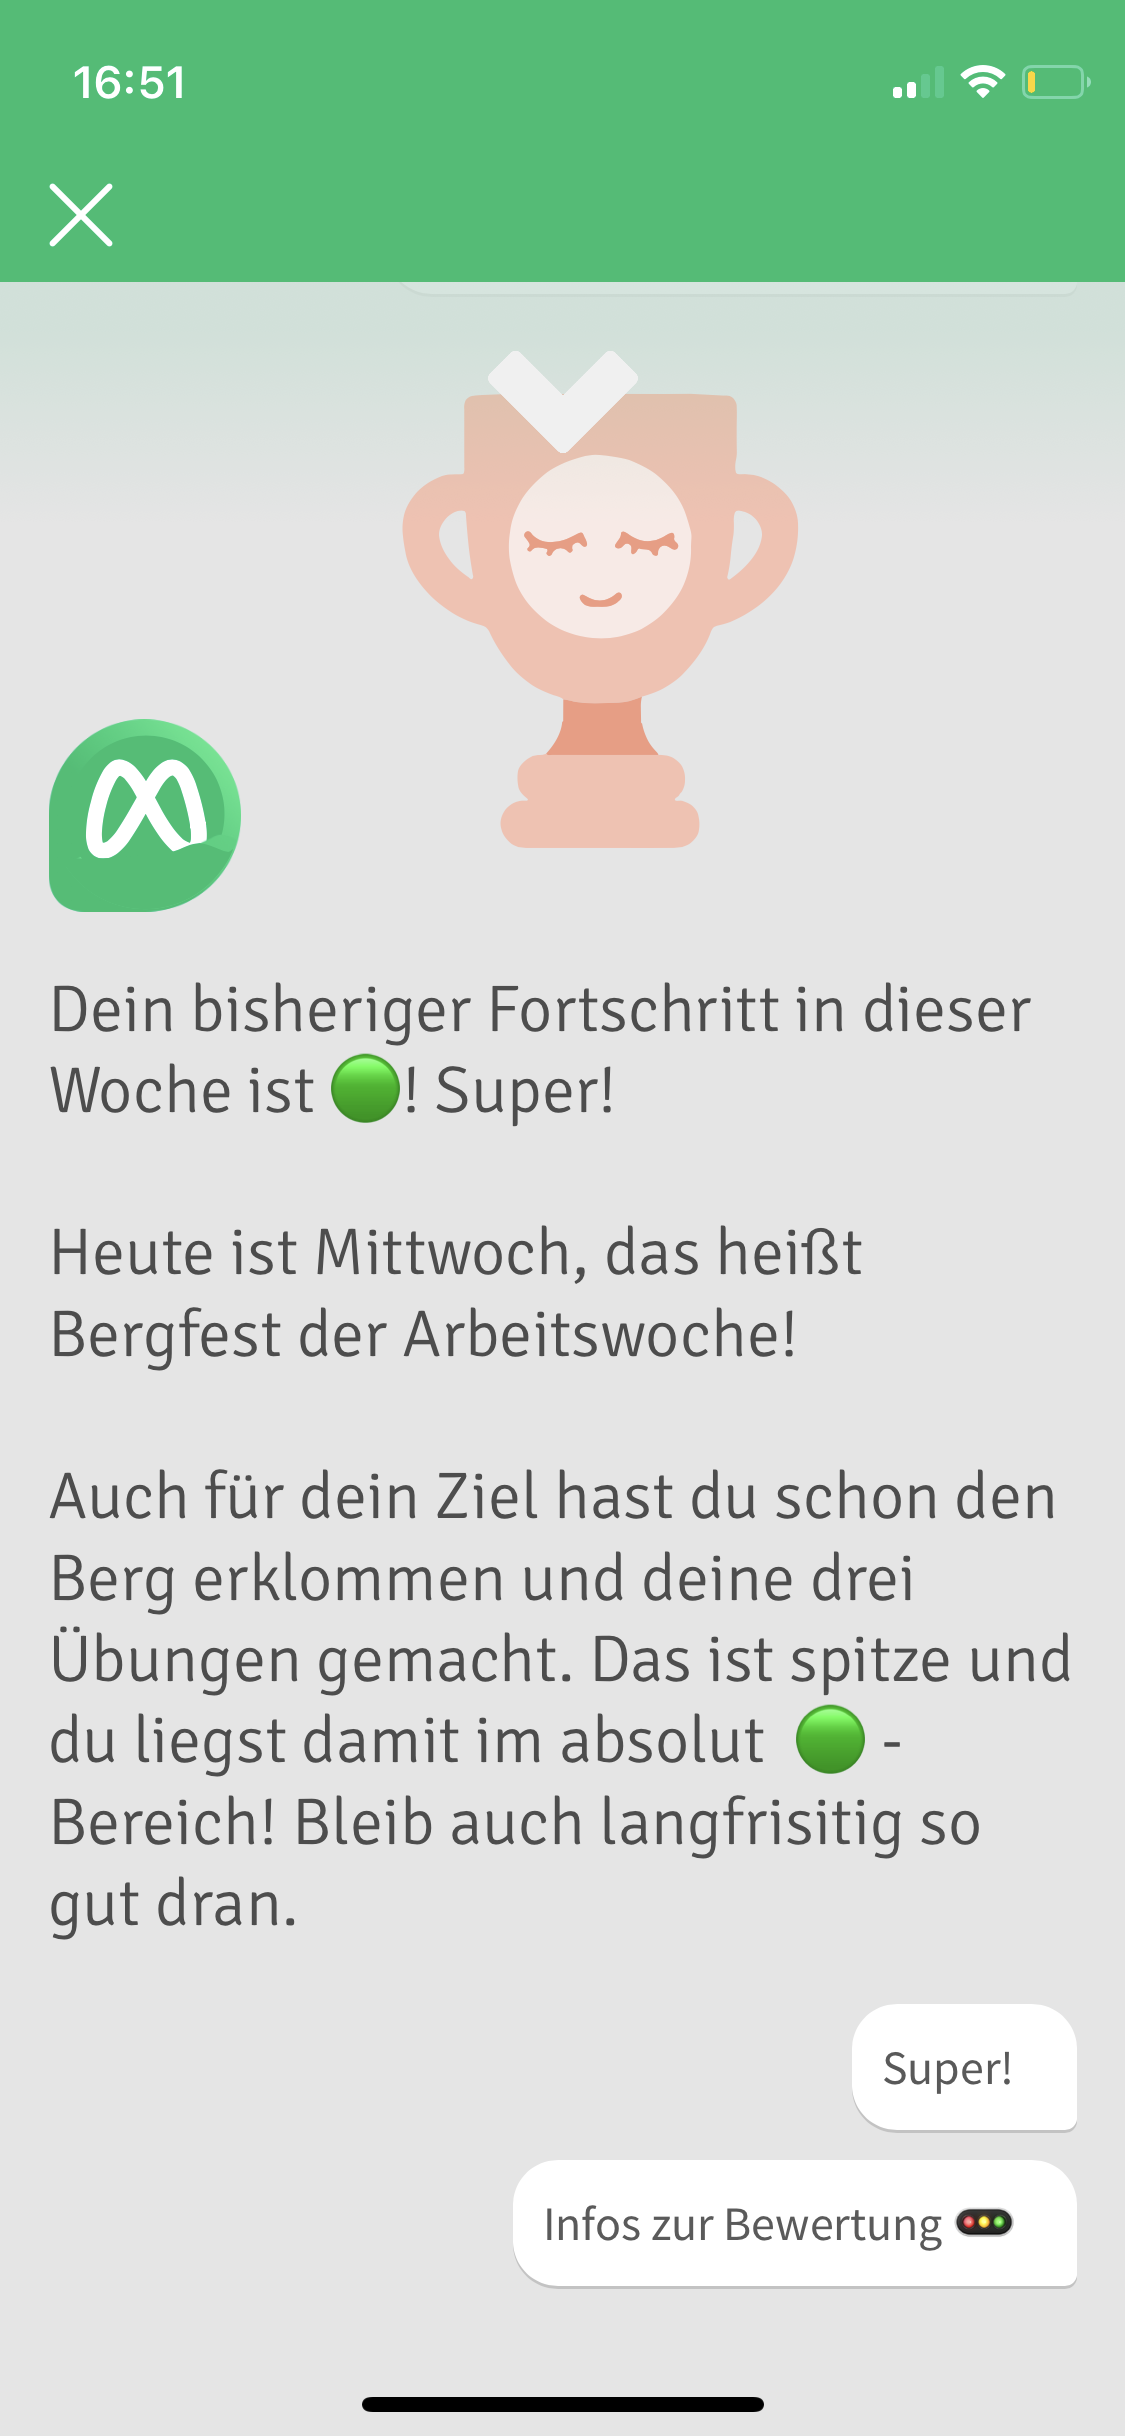 16:51
Dein bisheriger Fortschritt in dieser
Woche ist 🟢! Super!
Heute ist Mittwoch, das heißt
Bergfest der Arbeitswoche!
Auch für dein Ziel hast du schon den
Berg erklommen und deine drei
Übungen gemacht. Das ist spitze und
du liegst damit im absolut 🟢 -
Bereich! Bleib auch langfrisitig so
gut dran.
Super!
Infos zur Bewertung 🚥